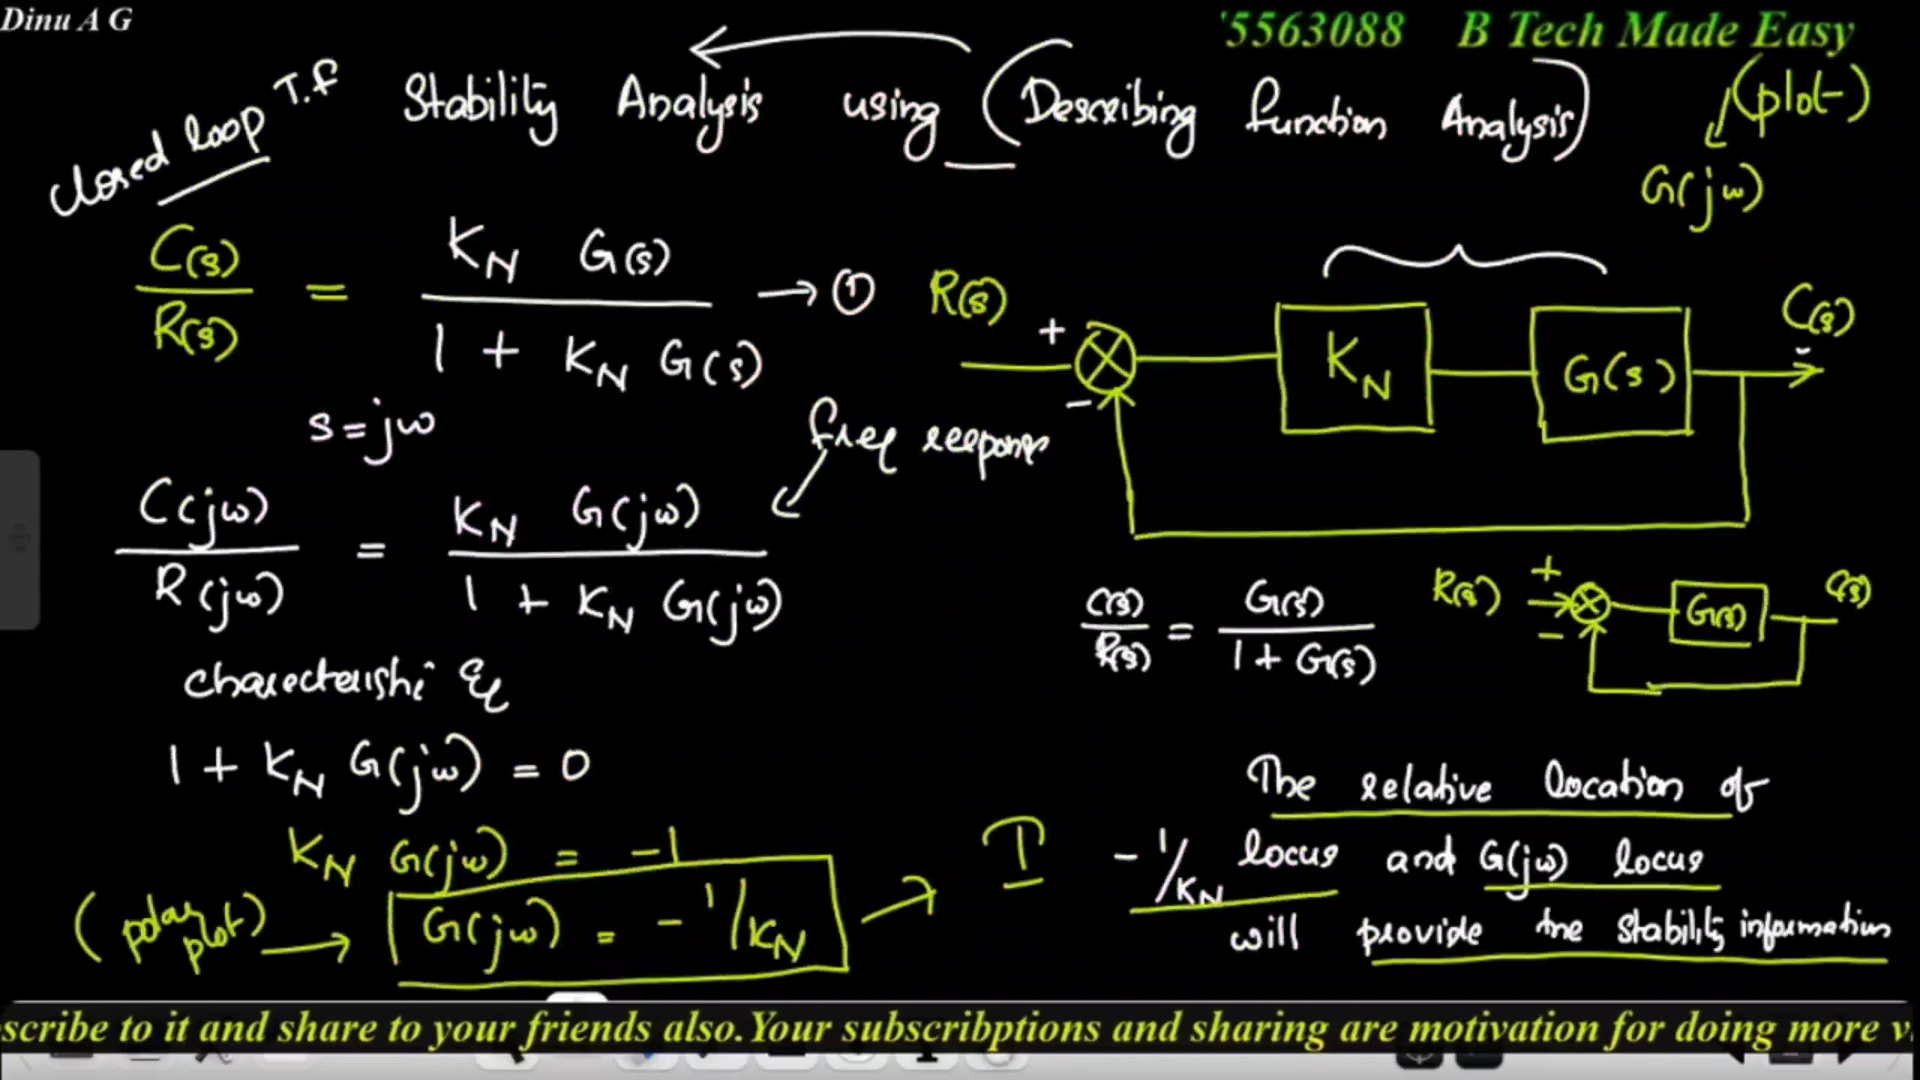 Dinu A G
'5563088 B Tech Made Easy
closed loop T.f
Stability Analysis using (Describing function Analysis)
(plot)
G(jω)
C(s)/R(s) = K_N G(s) / 1 + K_N G(s) → ①
R(s)
+
-
K_N
G(s)
C(s)
s = jω
freq response
C(jω)/R(jω) = K_N G(jω) / 1 + K_N G(jω)
C(s)/R(s) = G(s) / 1 + G(s)
R(s)
+
-
G(s)
C(s)
charecteristic Eq
1 + K_N G(jω) = 0
K_N G(jω) = -1
(polar plot) → G(jω) = -1/K_N → I
The relative location of
-1/K_N locus and G(jω) locus
will provide the stability information
scribe to it and share to your friends also. Your subscribptions and sharing are motivation for doing more v